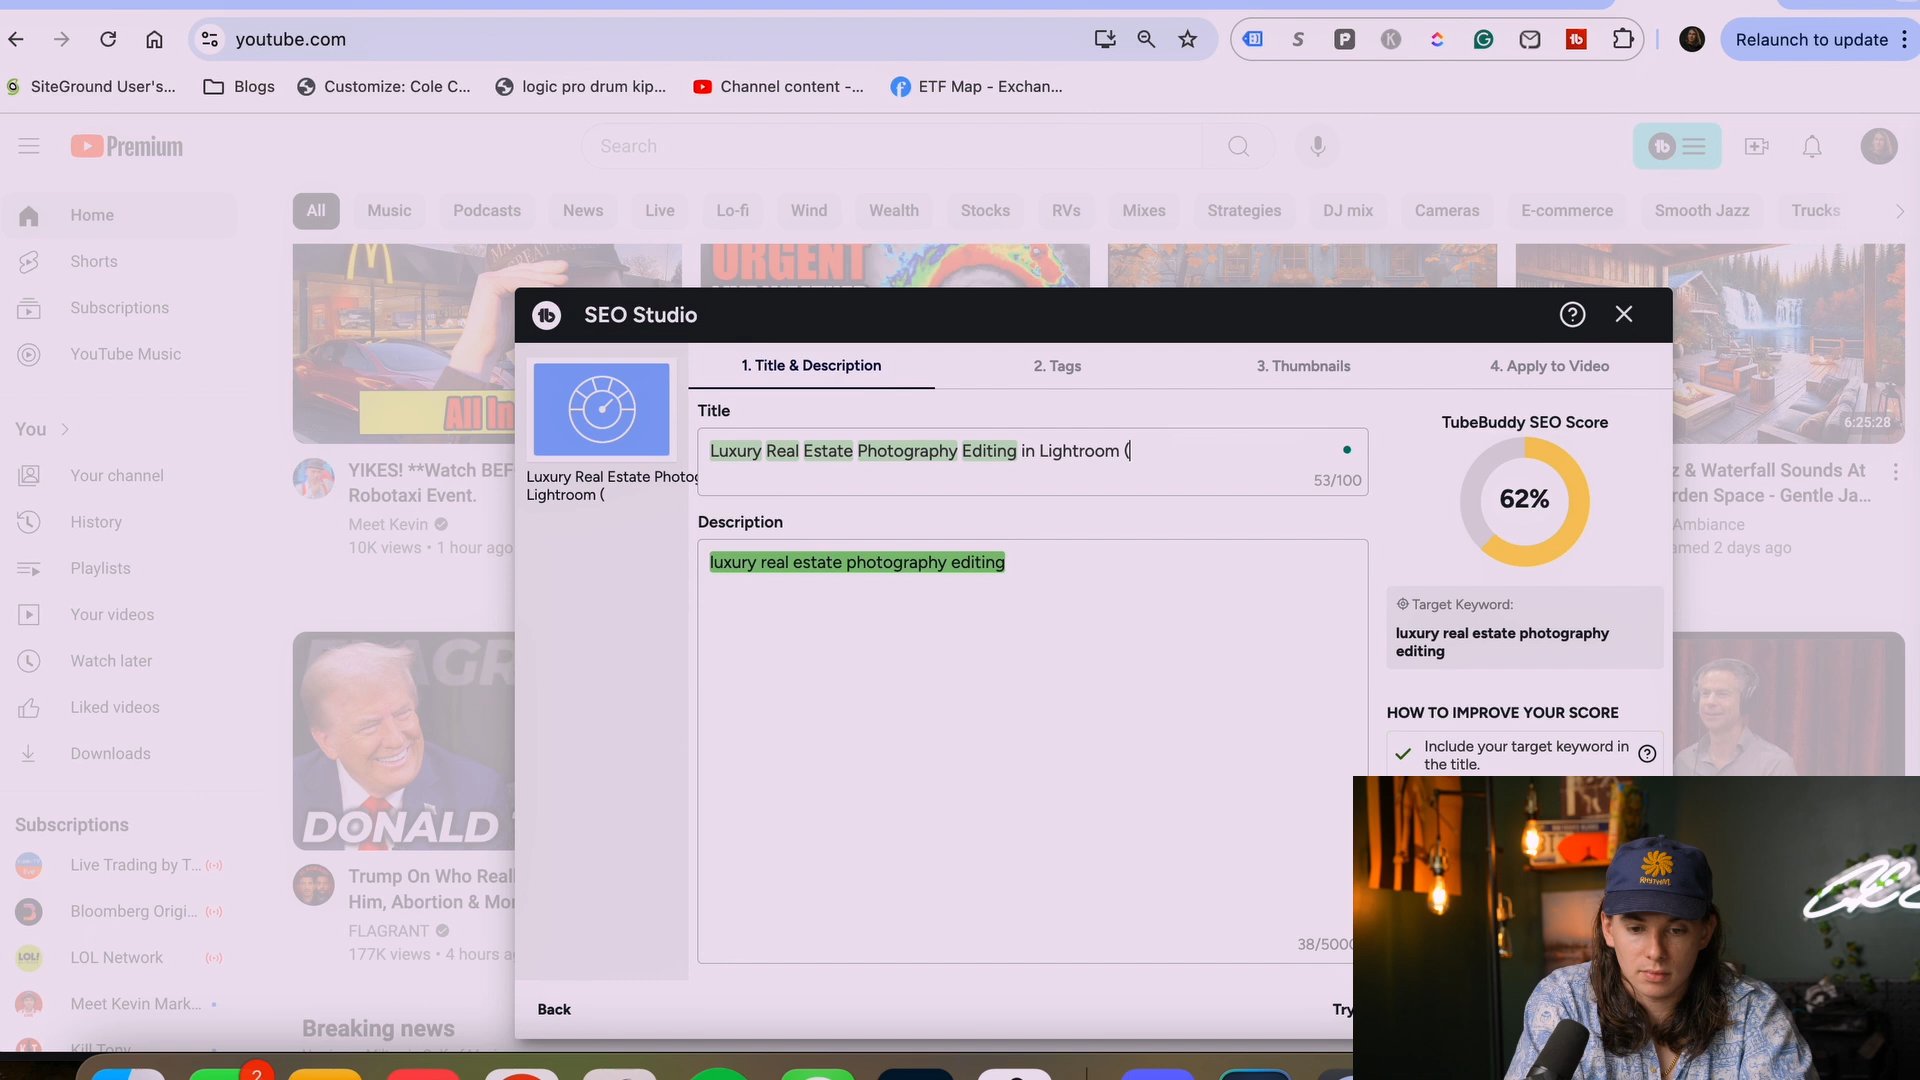 youtube.com
Relaunch to update
SiteGround User's...
Blogs
Customize: Cole C...
logic pro drum kip...
Channel content -...
ETF Map - Exchan...
Premium
Search
Home
Shorts
Subscriptions
YouTube Music
You
Your channel
History
Playlists
Your videos
Watch later
Liked videos
Downloads
Subscriptions
Live Trading by T...
Bloomberg Origi...
LOL Network
Meet Kevin Mark...
Kill Tony
All
Music
Podcasts
News
Live
Lo-fi
Wind
Wealth
Stocks
RVs
Mixes
Strategies
DJ mix
Cameras
E-commerce
Smooth Jazz
Trucks
URGENT
All In
YIKES! **Watch BEF
Robotaxi Event.
Meet Kevin
10K views • 1 hour ago
DONALD
Trump On Who Real
Him, Abortion & Mo
FLAGRANT
177K views • 4 hours a
Breaking news
6:25:28
z & Waterfall Sounds At
rden Space - Gentle Ja...
Ambiance
amed 2 days ago
SEO Studio
1. Title & Description
2. Tags
3. Thumbnails
4. Apply to Video
Luxury Real Estate Photog
Lightroom (
Title
Luxury Real Estate Photography Editing in Lightroom (
53/100
Description
luxury real estate photography editing
38/5000
TubeBuddy SEO Score
62%
Target Keyword:
luxury real estate photography
editing
HOW TO IMPROVE YOUR SCORE
Include your target keyword in
the title.
Back
Try
2
RHYTHM